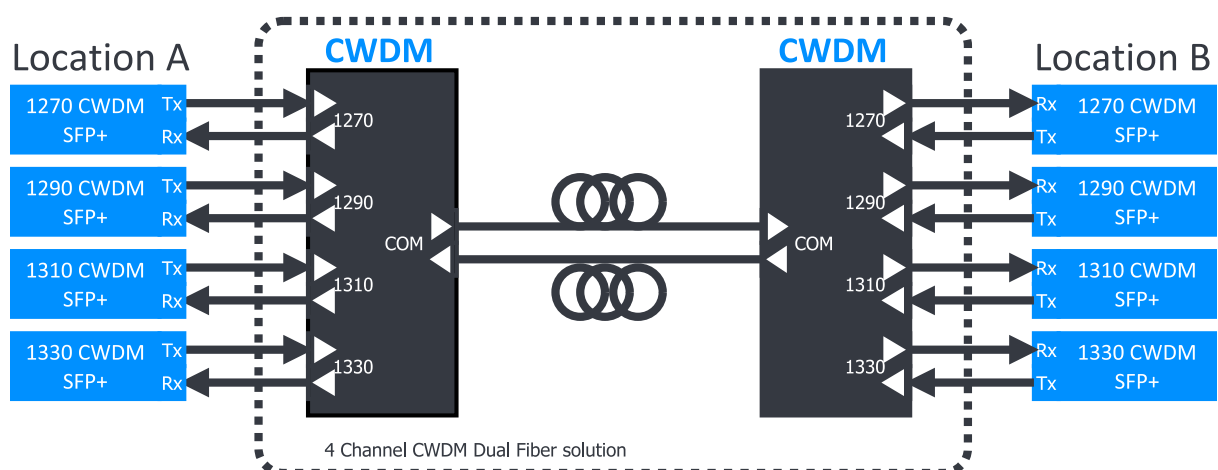 CWDM
CWDM
Location A
Location B
1270 CWDM
SFP+
Tx
Rx
1270
1270
Rx
Tx
1270 CWDM
SFP+
1290 CWDM
SFP+
Tx
Rx
1290
1290
Rx
Tx
1290 CWDM
SFP+
COM
COM
1310 CWDM
SFP+
Tx
Rx
1310
1310
Rx
Tx
1310 CWDM
SFP+
1330 CWDM
SFP+
Tx
Rx
1330
1330
Rx
Tx
1330 CWDM
SFP+
4 Channel CWDM Dual Fiber solution